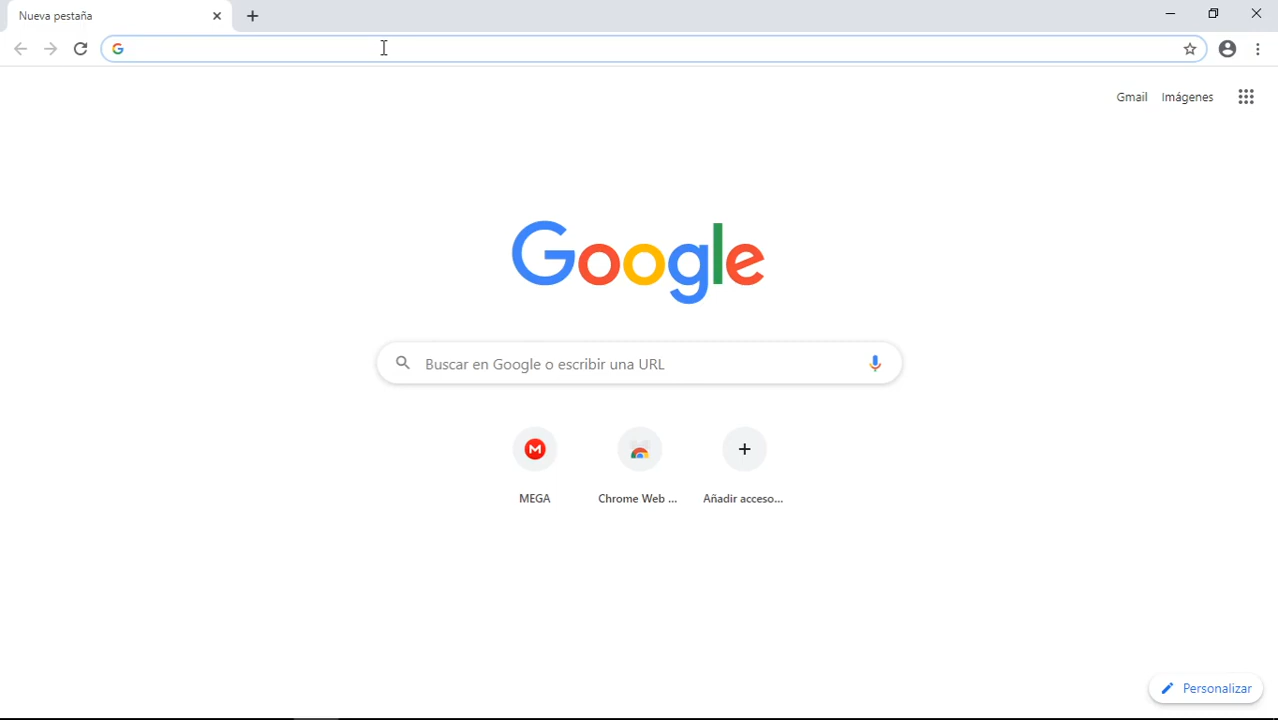 Nueva pestaña
Gmail Imágenes
Google
Buscar en Google o escribir una URL
MEGA Chrome Web ... Añadir acceso...
Personalizar